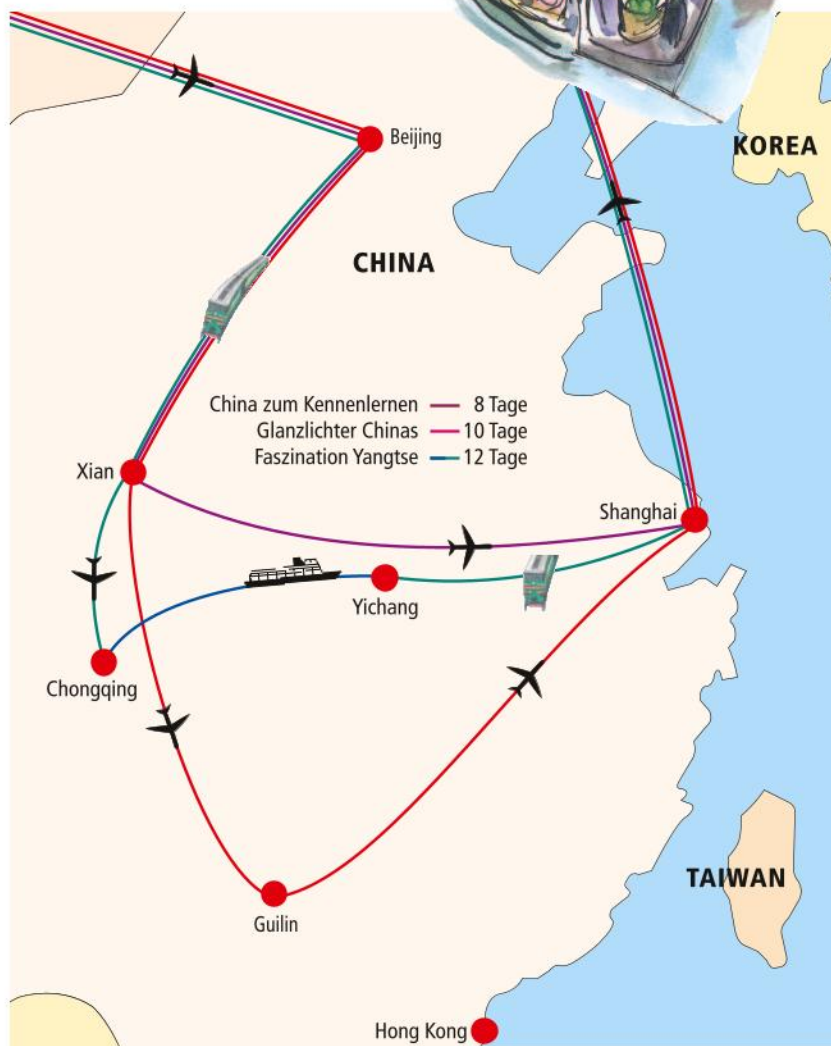 KOREA
Beijing
CHINA
China zum Kennenlernen 8 Tage
Glanzlichter Chinas 10 Tage
Faszination Yangtse 12 Tage
Xian
Shanghai
Yichang
Chongqing
TAIWAN
Guilin
Hong Kong